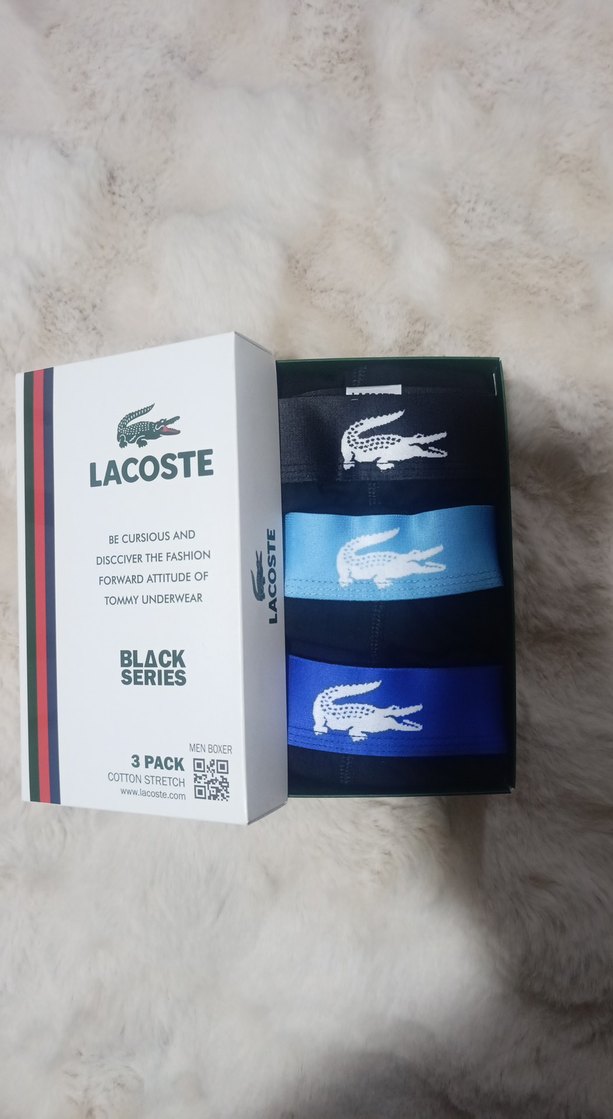 LACOSTE
BE CURSIOUS AND
DISCCIVER THE FASHION
FORWARD ATTITUDE OF
TOMMY UNDERWEAR
BLACK
SERIES
MEN BOXER
3 PACK
COTTON STRETCH
www.lacoste.com
LACOSTE